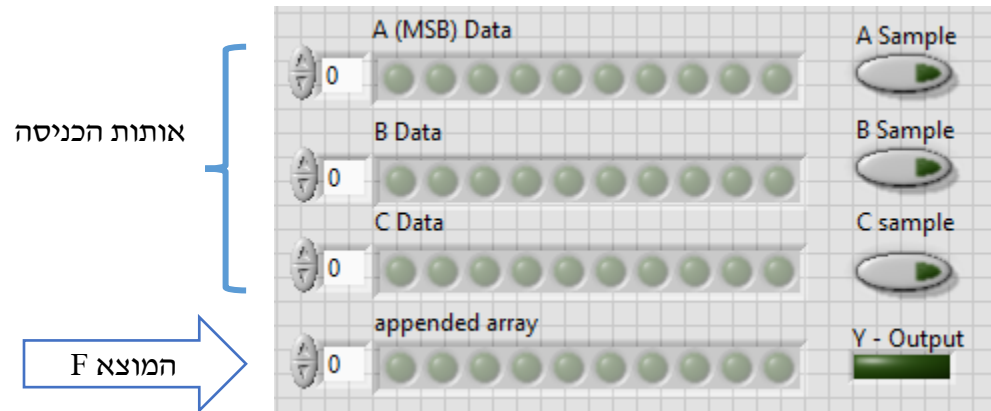 A (MSB) Data
A Sample
0
B Data
B Sample
0
אותות הכניסה
C Data
C sample
0
appended array
Y - Output
0
המוצא F